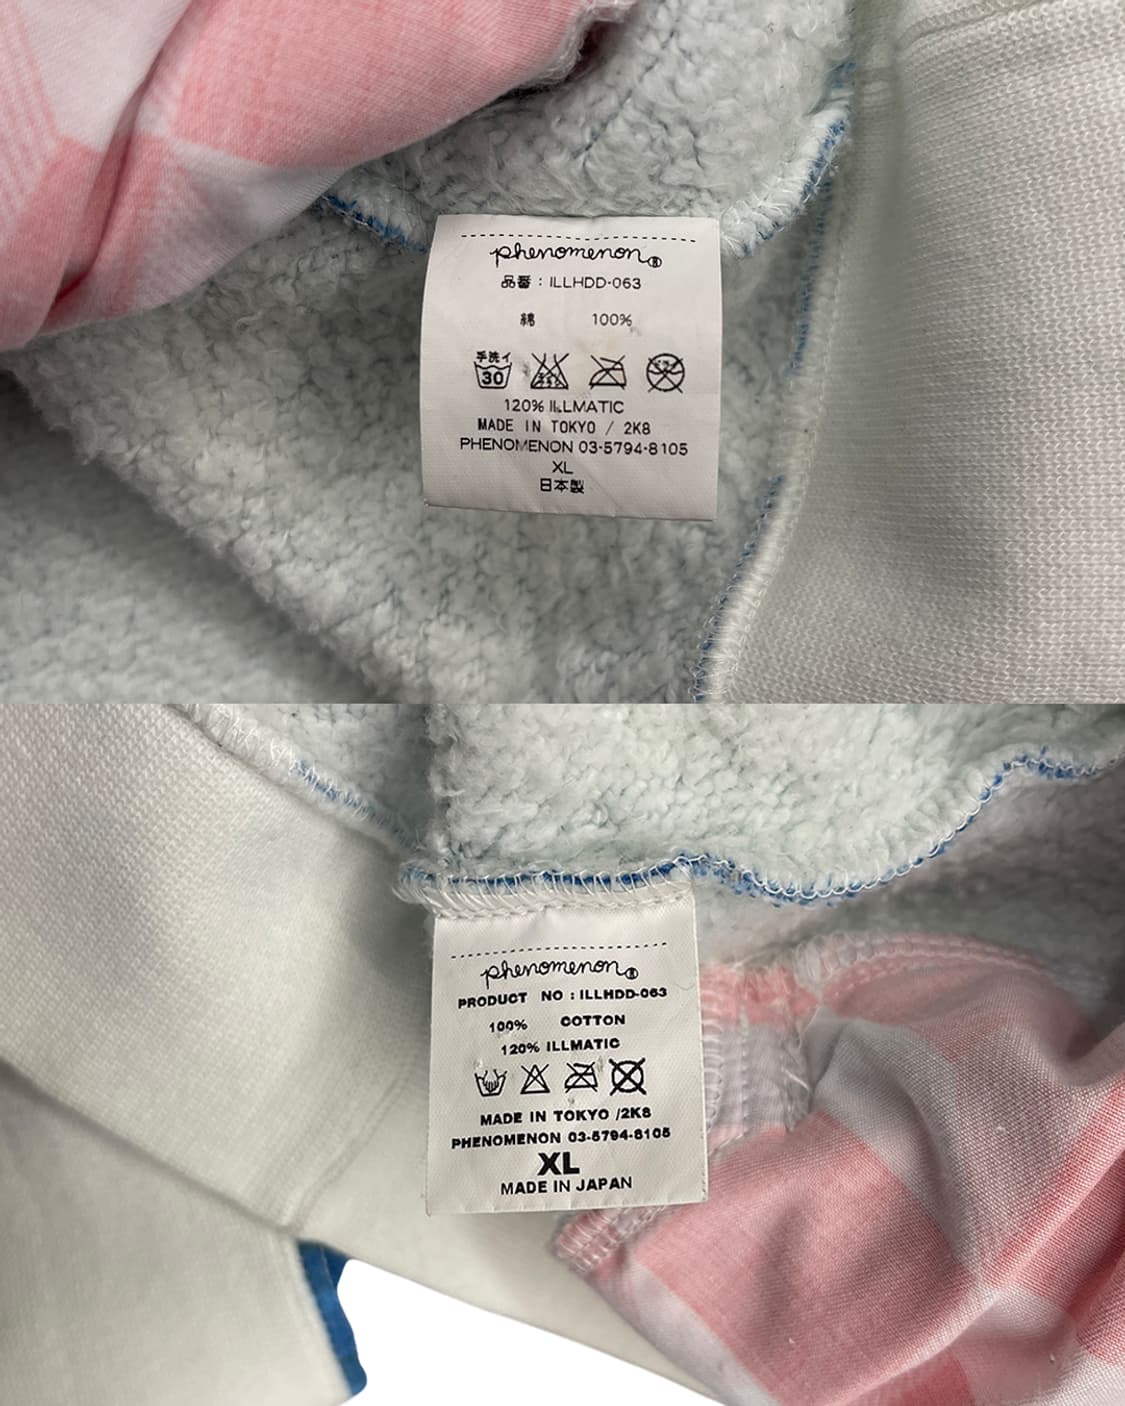 phenomenon®
品番：ILLHDD-063
綿 100%
手洗イ
30
120% ILLMATIC
MADE IN TOKYO / 2K8
PHENOMENON 03-5794-8105
XL
日本製
phenomenon®
PRODUCT NO : ILLHDD-063
100% COTTON
120% ILLMATIC
MADE IN TOKYO /2K8
PHENOMENON 03-5794-8105
XL
MADE IN JAPAN